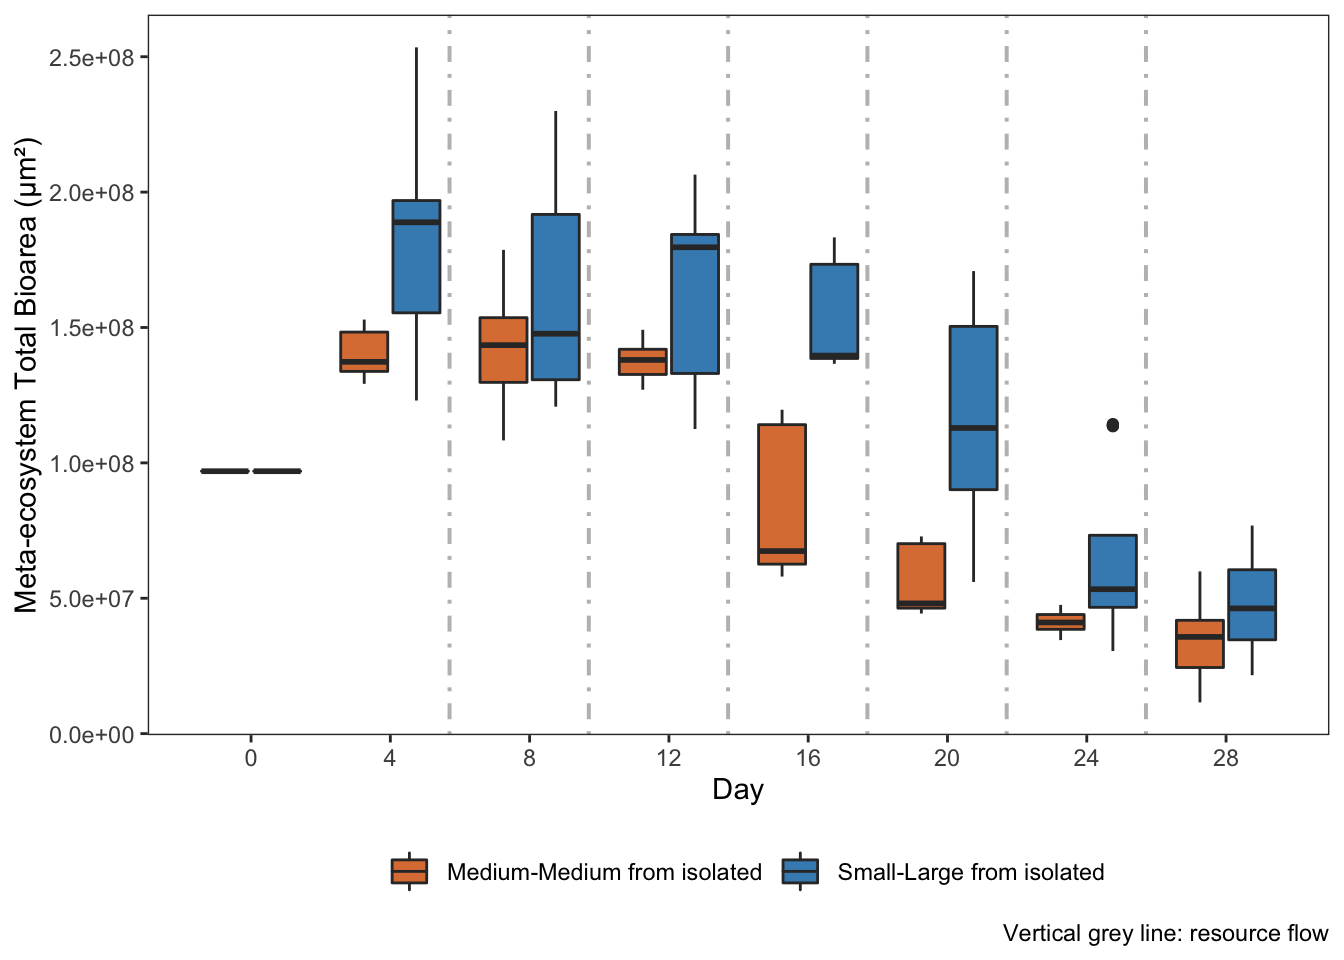 Meta-ecosystem Total Bioarea (µm²)
2.5e+08
2.0e+08
1.5e+08
1.0e+08
5.0e+07
0.0e+00
0 4 8 12 16 20 24 28
Day
Medium-Medium from isolated Small-Large from isolated
Vertical grey line: resource flow